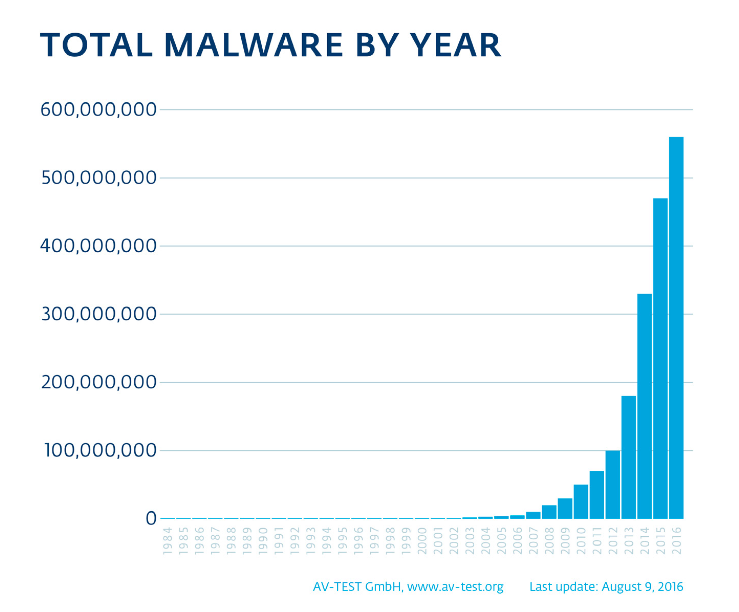 TOTAL MALWARE BY YEAR
600,000,000
500,000,000
400,000,000
300,000,000
200,000,000
100,000,000
0
1984 1985 1986 1987 1988 1989 1990 1991 1992 1993 1994 1995 1996 1997 1998 1999 2000 2001 2002 2003 2004 2005 2006 2007 2008 2009 2010 2011 2012 2013 2014 2015 2016
AV-TEST GmbH, www.av-test.org Last update: August 9, 2016